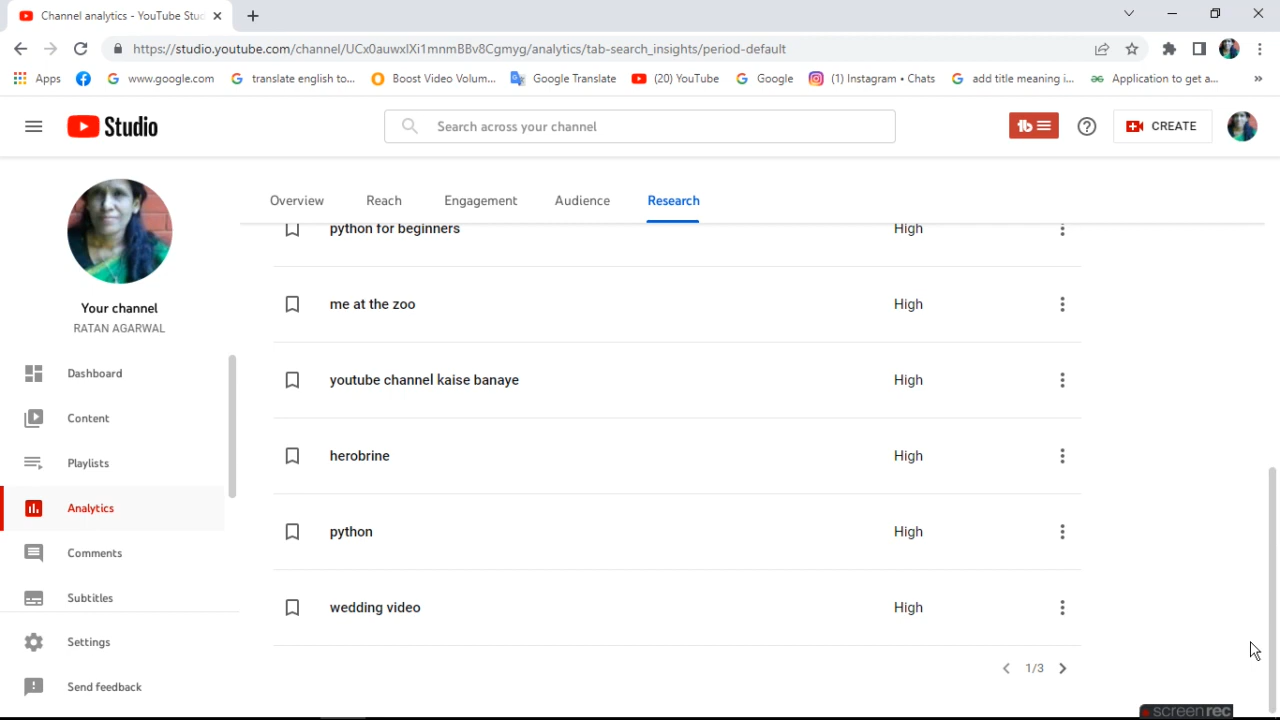 Channel analytics - YouTube Stu
https://studio.youtube.com/channel/UCx0auwxlXi1mnmBBv8Cgmyg/analytics/tab-search_insights/period-default
Apps www.google.com translate english to... Boost Video Volum... Google Translate (20) YouTube Google (1) Instagram • Chats add title meaning i... Application to get a...
Studio
Search across your channel
tb
CREATE
Your channel
RATAN AGARWAL
Dashboard
Content
Playlists
Analytics
Comments
Subtitles
Settings
Send feedback
Overview Reach Engagement Audience Research
python for beginners High
me at the zoo High
youtube channel kaise banaye High
herobrine High
python High
wedding video High
1/3
screenrec